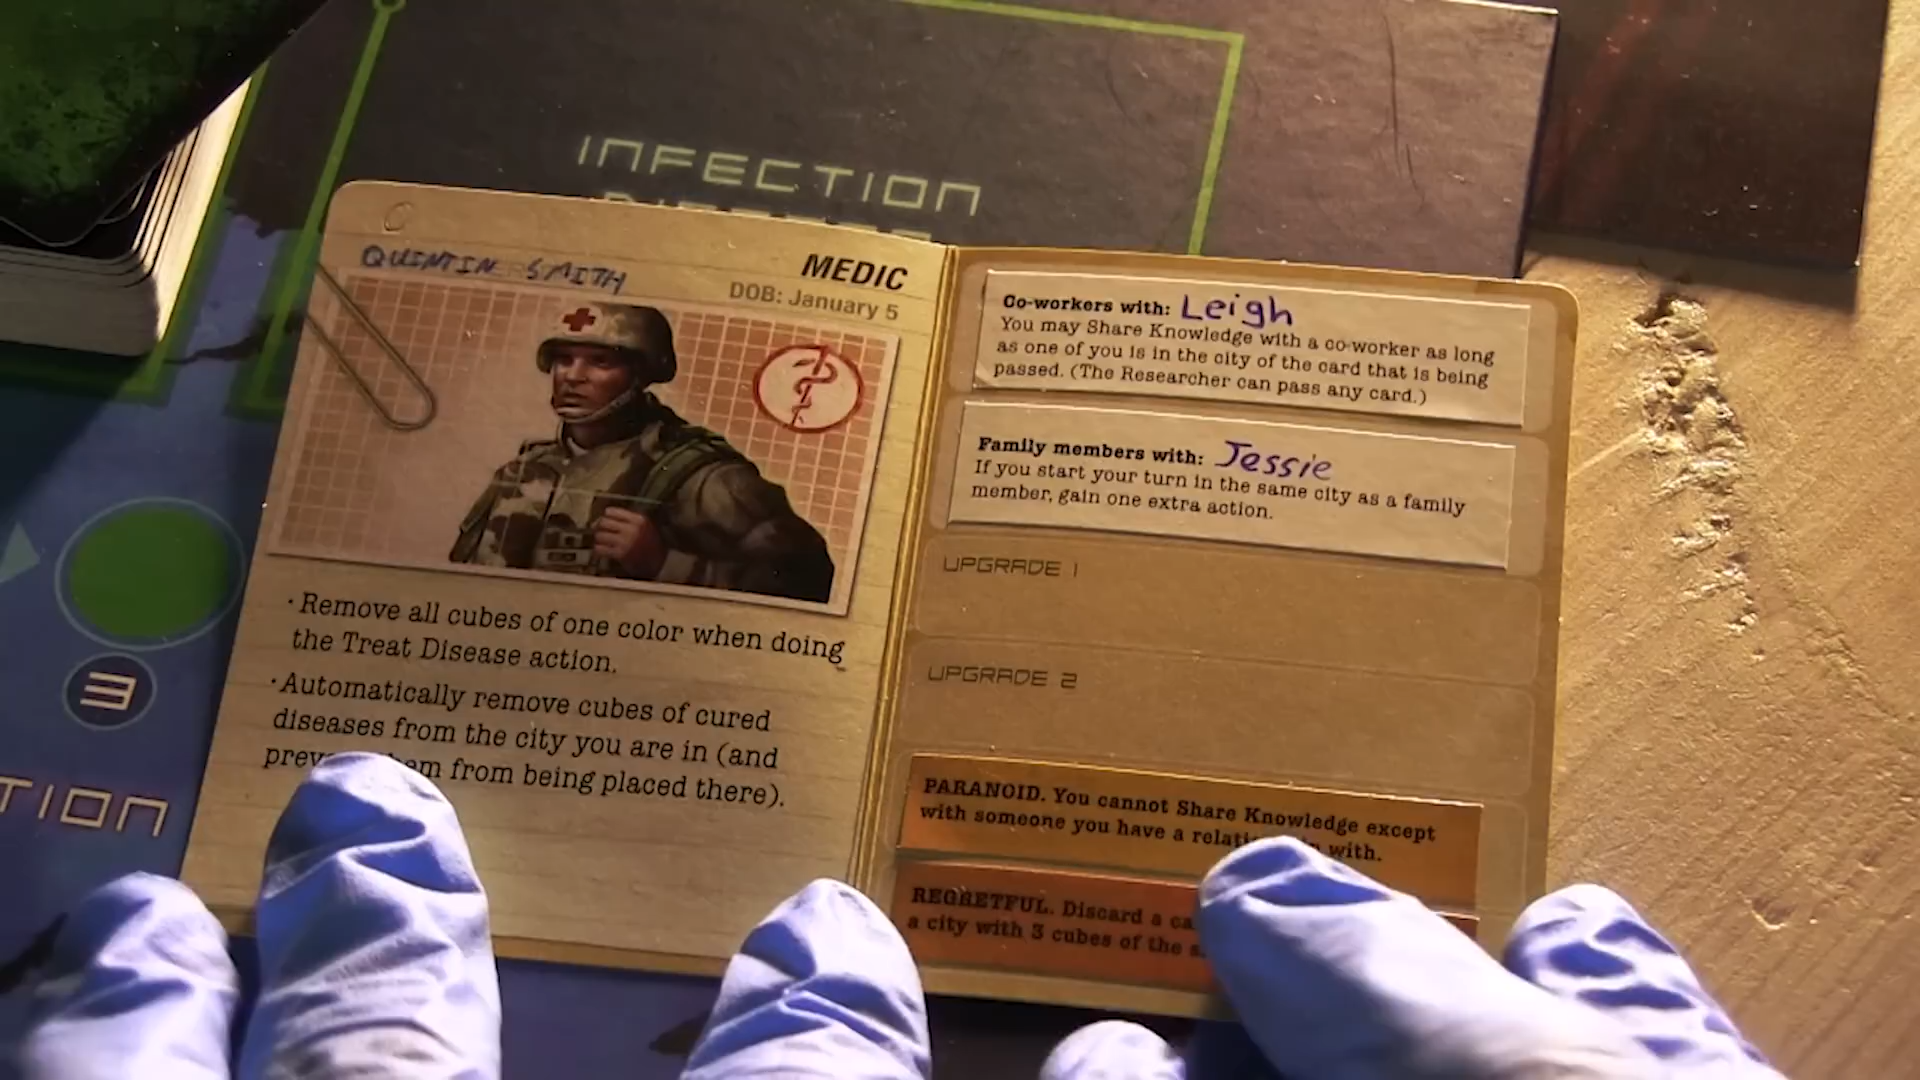 INFECTION
QUINTIN SMITH
MEDIC
DOB: January 5
· Remove all cubes of one color when doing
the Treat Disease action.
· Automatically remove cubes of cured
diseases from the city you are in (and
from being placed there).
Co-workers with: Leigh
You may Share Knowledge with a co-worker as long
as one of you is in the city of the card that is being
passed. (The Researcher can pass any card.)
Family members with: Jessie
If you start your turn in the same city as a family
member, gain one extra action.
UPGRADE 1
UPGRADE 2
PARANOID. You cannot Share Knowledge except
with someone you have a with.
REGRETFUL. Discard a
a city with 3 cubes of the
3
TION